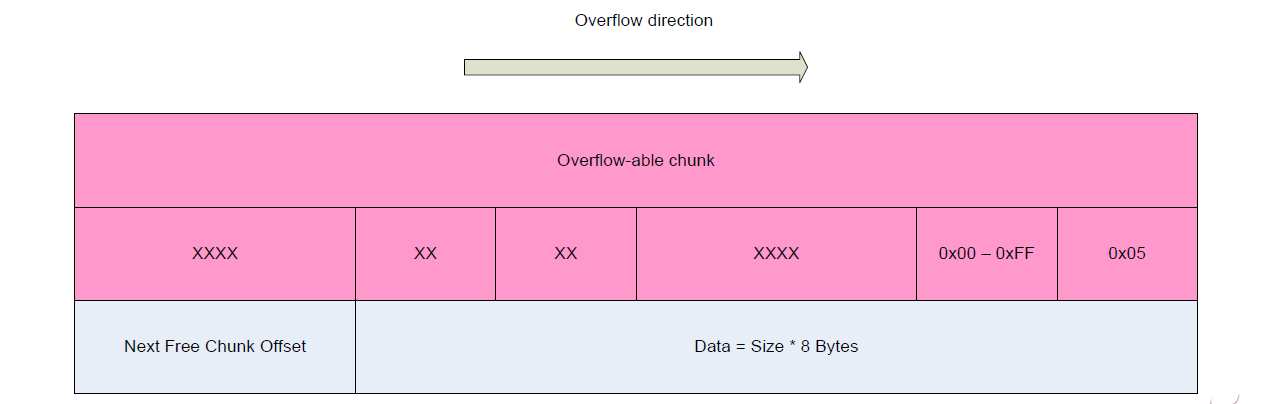 Overflow direction
Overflow-able chunk
XXXX XX XX XXXX 0x00 – 0xFF 0x05
Next Free Chunk Offset Data = Size * 8 Bytes